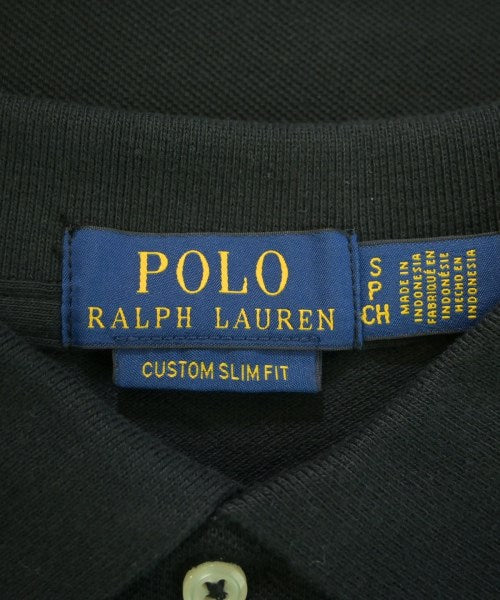 POLO
RALPH LAUREN
CUSTOM SLIM FIT
S
P
CH
MADE IN
INDONESIA
FABRIQUÉ EN
INDONÉSIE
HECHO EN
INDONESIA